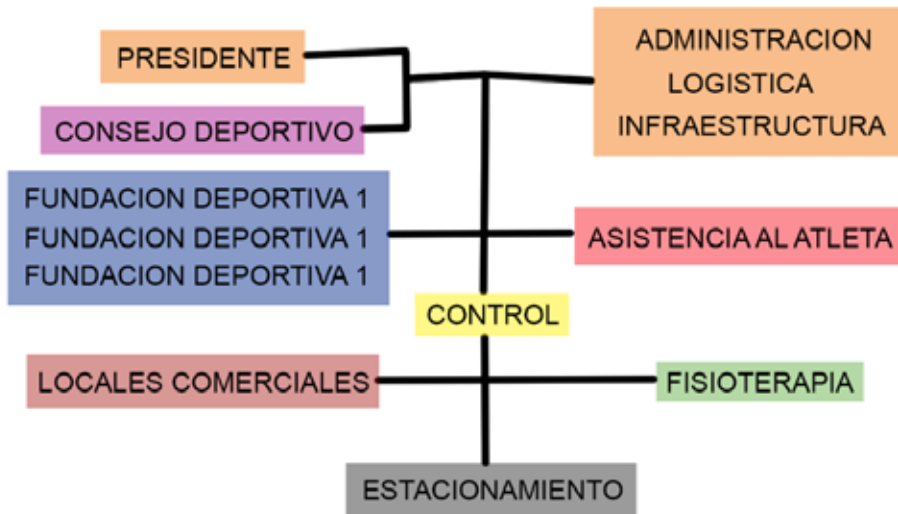 PRESIDENTE
CONSEJO DEPORTIVO
ADMINISTRACION
LOGISTICA
INFRAESTRUCTURA
FUNDACION DEPORTIVA 1
FUNDACION DEPORTIVA 1
FUNDACION DEPORTIVA 1
ASISTENCIA AL ATLETA
CONTROL
LOCALES COMERCIALES
FISIOTERAPIA
ESTACIONAMIENTO